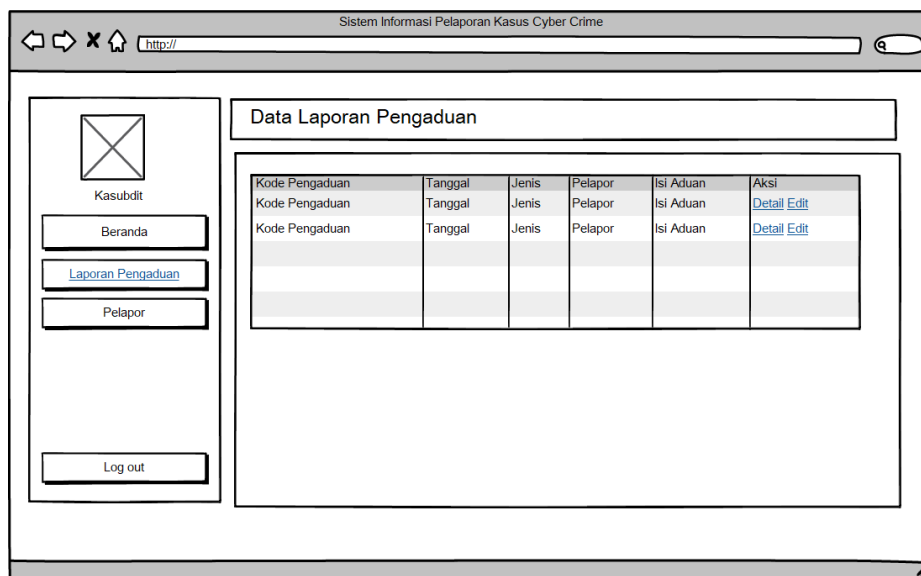 Sistem Informasi Pelaporan Kasus Cyber Crime
http://
Kasubdit
Beranda
Laporan Pengaduan
Pelapor
Log out
Data Laporan Pengaduan
Kode Pengaduan Tanggal Jenis Pelapor Isi Aduan Aksi
Kode Pengaduan Tanggal Jenis Pelapor Isi Aduan Detail Edit
Kode Pengaduan Tanggal Jenis Pelapor Isi Aduan Detail Edit